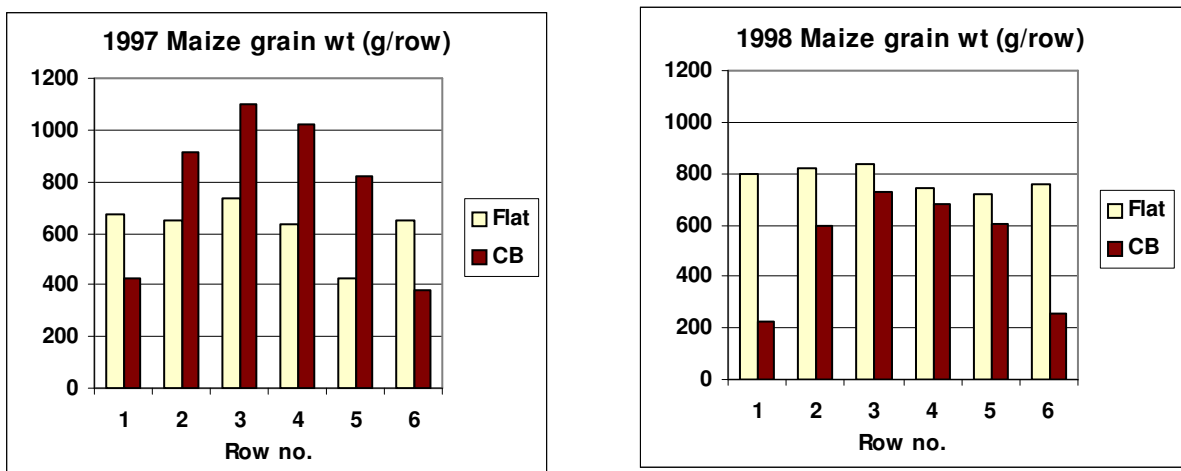 1997 Maize grain wt (g/row)
1200
1000
800
600
400
200
0
1 2 3 4 5 6
Row no.
Flat
CB
1998 Maize grain wt (g/row)
1200
1000
800
600
400
200
0
1 2 3 4 5 6
Row no.
Flat
CB